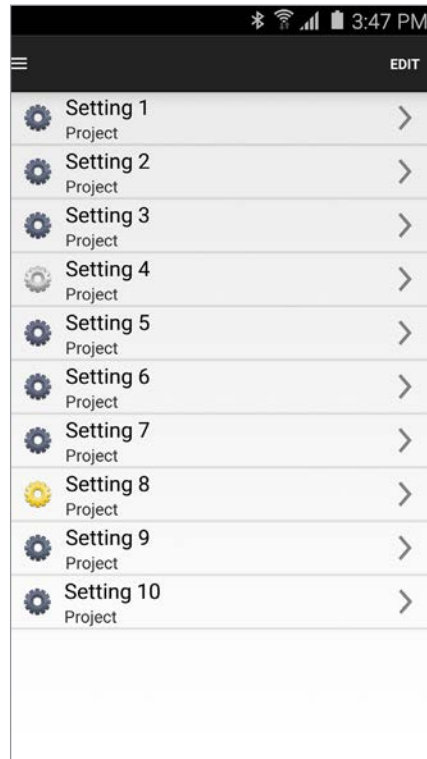 3:47 PM
EDIT
Setting 1
Project
Setting 2
Project
Setting 3
Project
Setting 4
Project
Setting 5
Project
Setting 6
Project
Setting 7
Project
Setting 8
Project
Setting 9
Project
Setting 10
Project